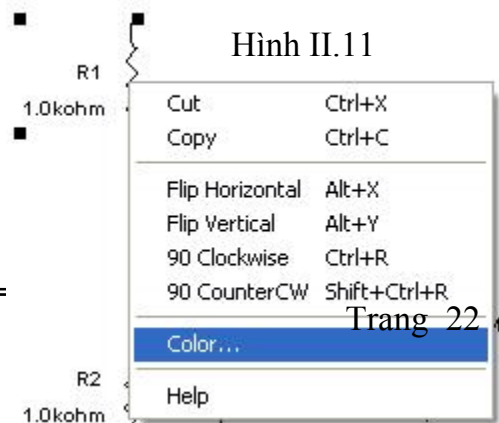 Hình II.11
R1
1.0kohm
Cut Ctrl+X
Copy Ctrl+C
Flip Horizontal Alt+X
Flip Vertical Alt+Y
90 Clockwise Ctrl+R
90 CounterCW Shift+Ctrl+R
Trang 22
Color...
R2
Help
1.0kohm